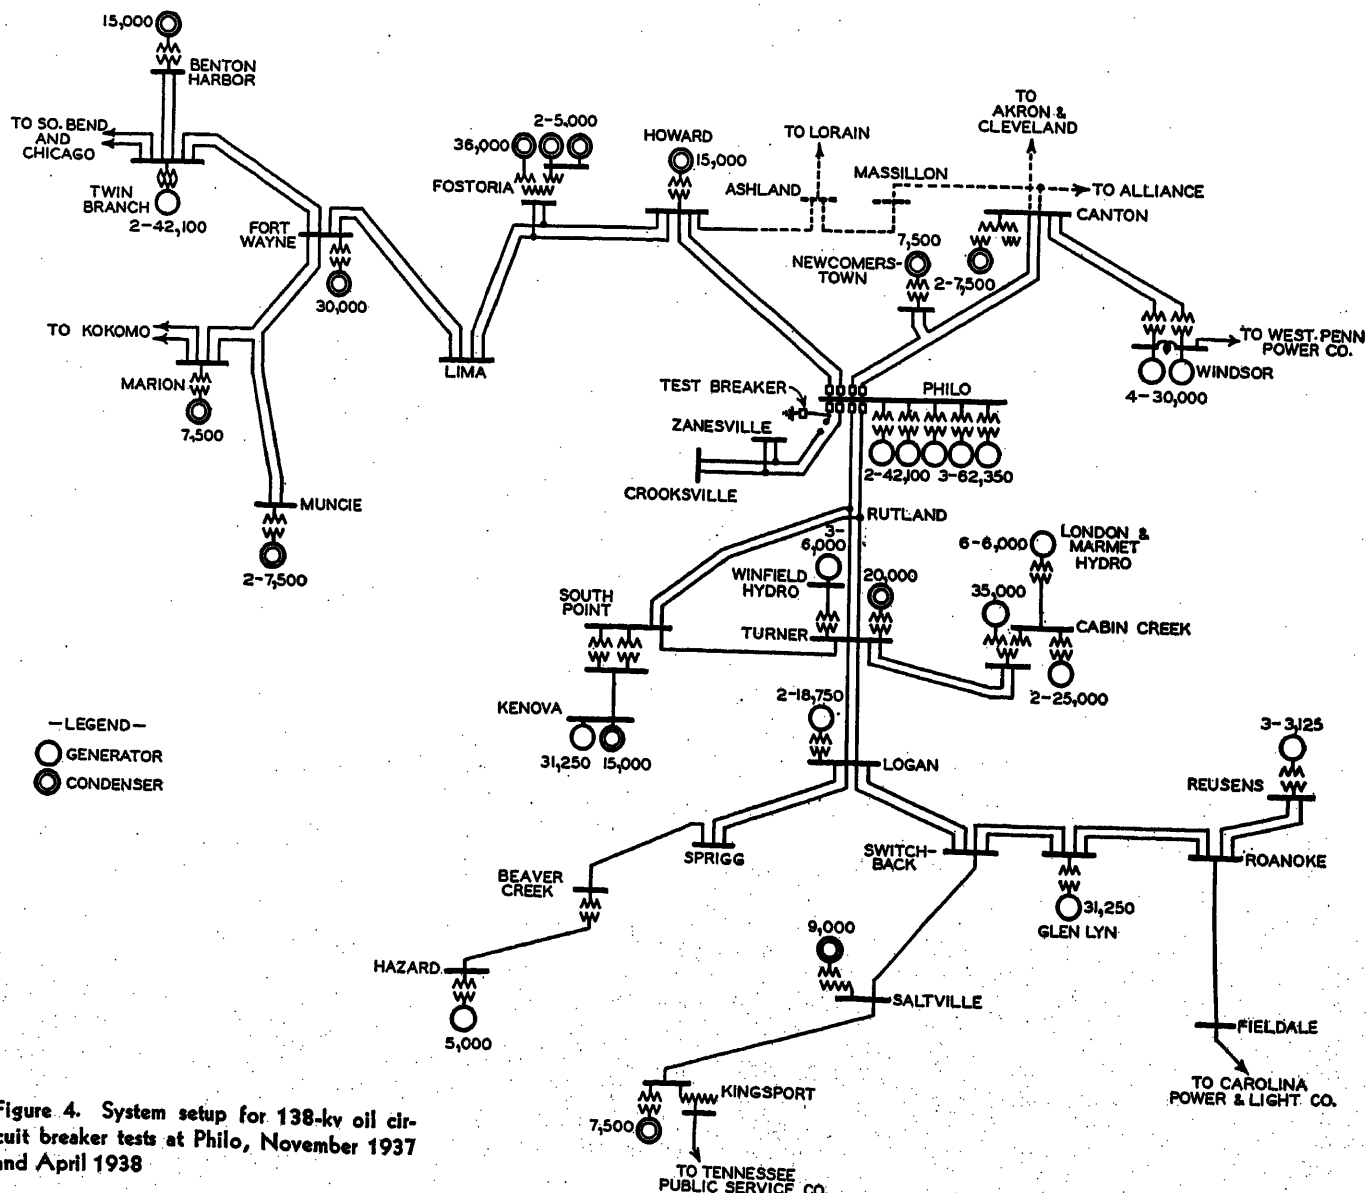 15,000
BENTON
HARBOR
TO SO. BEND
AND
CHICAGO
TWIN
BRANCH
2-42,100
FORT
WAYNE
30,000
TO KOKOMO
MARION
7,500
MUNCIE
2-7,500
LIMA
36,000
2-5,000
FOSTORIA
HOWARD
15,000
TO LORAIN
ASHLAND
MASSILLON
TO
AKRON &
CLEVELAND
TO ALLIANCE
CANTON
7,500
NEWCOMERS-
TOWN
2-7,500
TO WEST. PENN
POWER CO.
WINDSOR
4-30,000
TEST BREAKER
PHILO
ZANESVILLE
CROOKSVILLE
2-42,100
3-62,350
RUTLAND
3-
6,000
WINFIELD
HYDRO
20,000
6-6,000
LONDON &
MARMET
HYDRO
35,000
SOUTH
POINT
TURNER
CABIN CREEK
2-25,000
KENOVA
31,250
15,000
2-18,750
LOGAN
-LEGEND-
GENERATOR
CONDENSER
3-3,125
REUSENS
SPRIGG
SWITCH-
BACK
ROANOKE
BEAVER
CREEK
31,250
GLEN LYN
9,000
HAZARD
5,000
SALTVILLE
FIELDALE
KINGSPORT
7,500
TO CAROLINA
POWER & LIGHT CO.
TO TENNESSEE
PUBLIC SERVICE CO.
Figure 4. System setup for 138-kv oil cir-
cuit breaker tests at Philo, November 1937
and April 1938